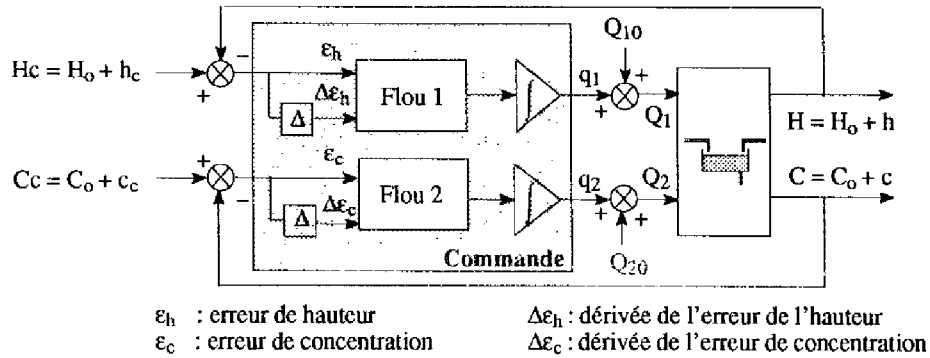 Q10
Hc = Ho + hc
+
−
εh
Δεh
Δ
Flou 1
∫
q1
+
+
Q1
H = Ho + h
Cc = Co + cc
+
−
εc
Δεc
Δ
Flou 2
∫
q2
+
+
Q2
C = Co + c
Q20
Commande
εh : erreur de hauteur
Δεh : dérivée de l'erreur de l'hauteur
εc : erreur de concentration
Δεc : dérivée de l'erreur de concentration